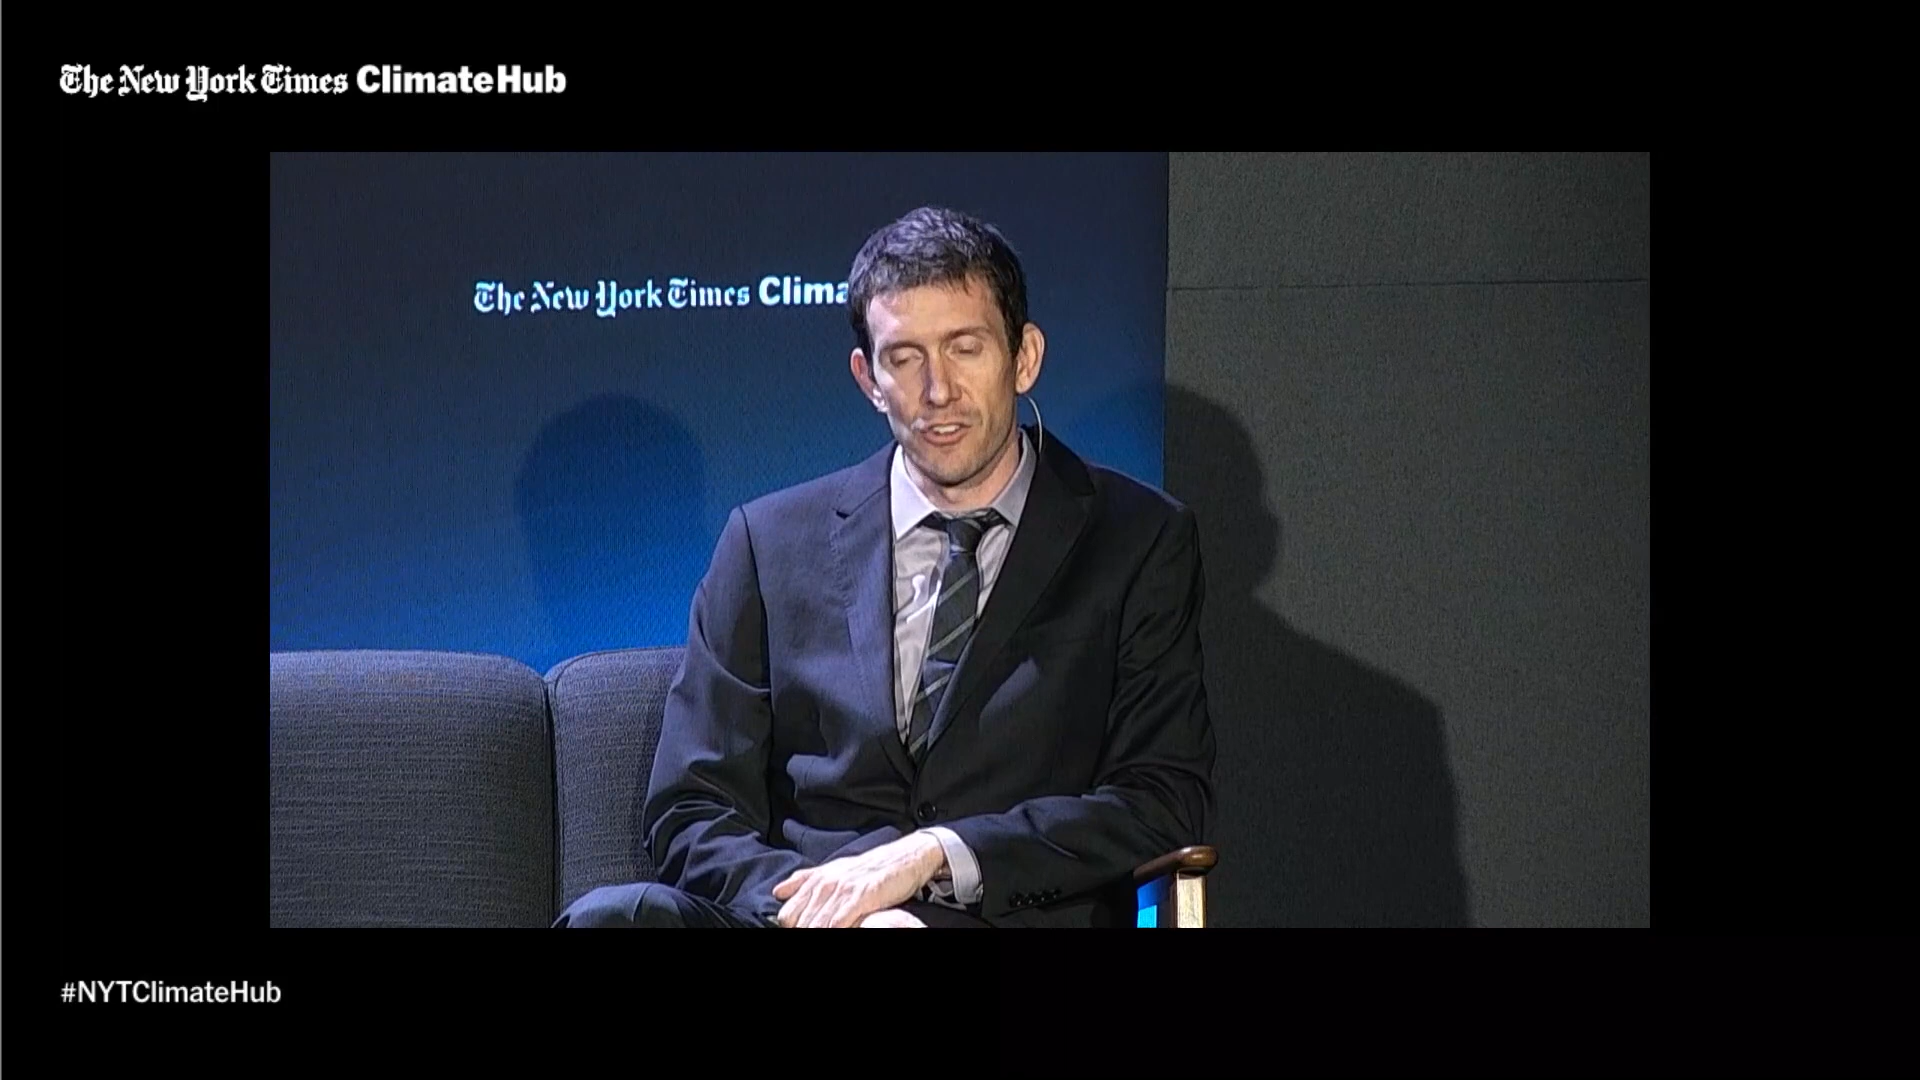 The New York Times Climate Hub
The New York Times Clima
#NYTClimateHub